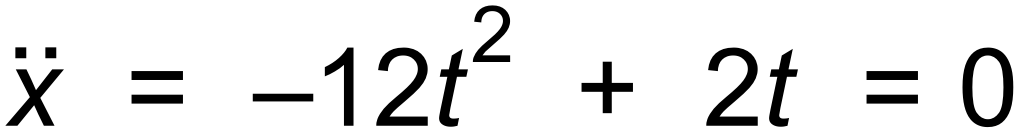 ẍ = –12t² + 2t = 0